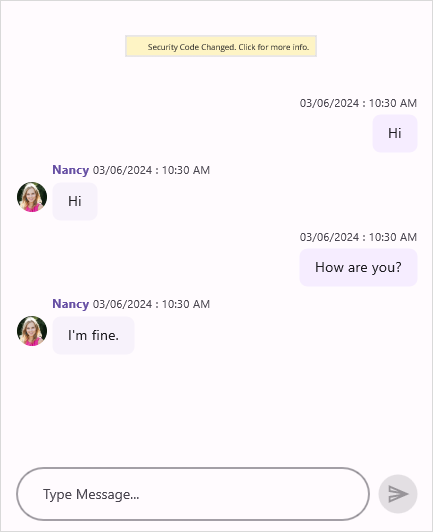 Security Code Changed. Click for more info.
03/06/2024 : 10:30 AM
Hi
Nancy 03/06/2024 : 10:30 AM
Hi
03/06/2024 : 10:30 AM
How are you?
Nancy 03/06/2024 : 10:30 AM
I'm fine.
Type Message...